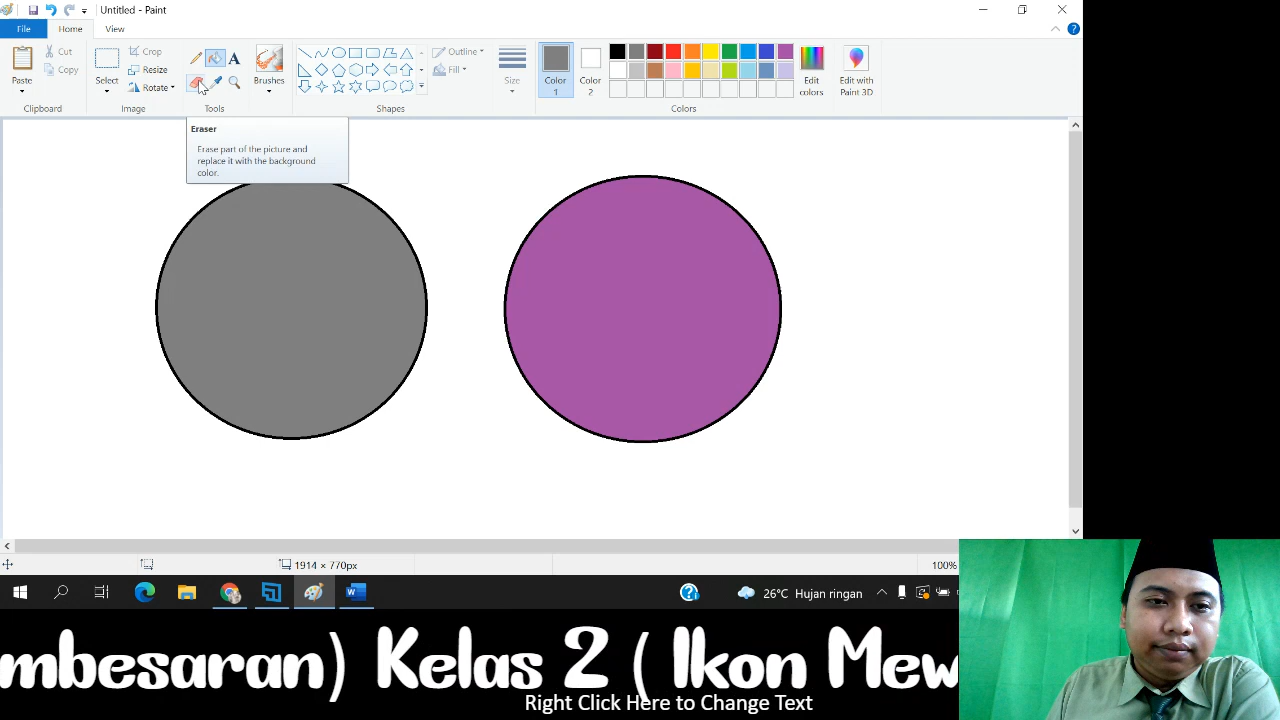 Untitled - Paint
File
Home
View
Paste
Cut
Copy
Clipboard
Select
Crop
Resize
Rotate
Image
A
Tools
Brushes
Outline
Fill
Shapes
Size
Color
1
Color
2
Edit
colors
Edit with
Paint 3D
Colors
Eraser
Erase part of the picture and
replace it with the background
color.
1914 × 770px
100%
26°C Hujan ringan
mbesaran) Kelas 2 ( Ikon Mew
Right Click Here to Change Text